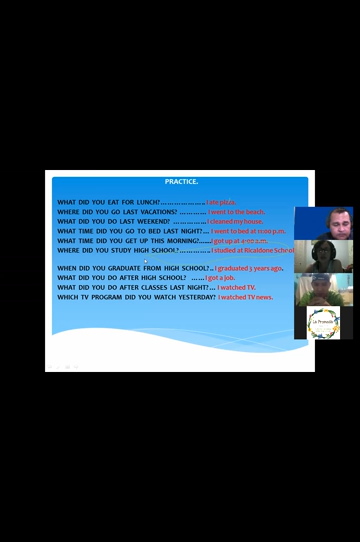 PRACTICE.
WHAT DID YOU EAT FOR LUNCH?.................. I ate pizza.
WHERE DID YOU GO LAST VACATIONS? ........... I went to the beach.
WHAT DID YOU DO LAST WEEKEND? .............. I cleaned my house.
WHAT TIME DID YOU GO TO BED LAST NIGHT?... I went to bed at 11:00 p.m.
WHAT TIME DID YOU GET UP THIS MORNING?...... I got up at 4:00 a.m.
WHERE DID YOU STUDY HIGH SCHOOL?............. I studied at Ricaldone School
WHEN DID YOU GRADUATE FROM HIGH SCHOOL?.. I graduated 5 years ago.
WHAT DID YOU DO AFTER HIGH SCHOOL? ...... I got a job.
WHAT DID YOU DO AFTER CLASSES LAST NIGHT?... I watched TV.
WHICH TV PROGRAM DID YOU WATCH YESTERDAY? I watched TV news.